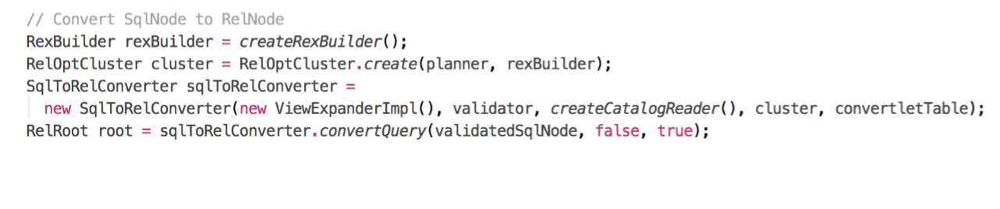 // Convert SqlNode to RelNode
RexBuilder rexBuilder = createRexBuilder();
RelOptCluster cluster = RelOptCluster.create(planner, rexBuilder);
SqlToRelConverter sqlToRelConverter =
new SqlToRelConverter(new ViewExpanderImpl(), validator, createCatalogReader(), cluster, convertletTable);
RelRoot root = sqlToRelConverter.convertQuery(validatedSqlNode, false, true);